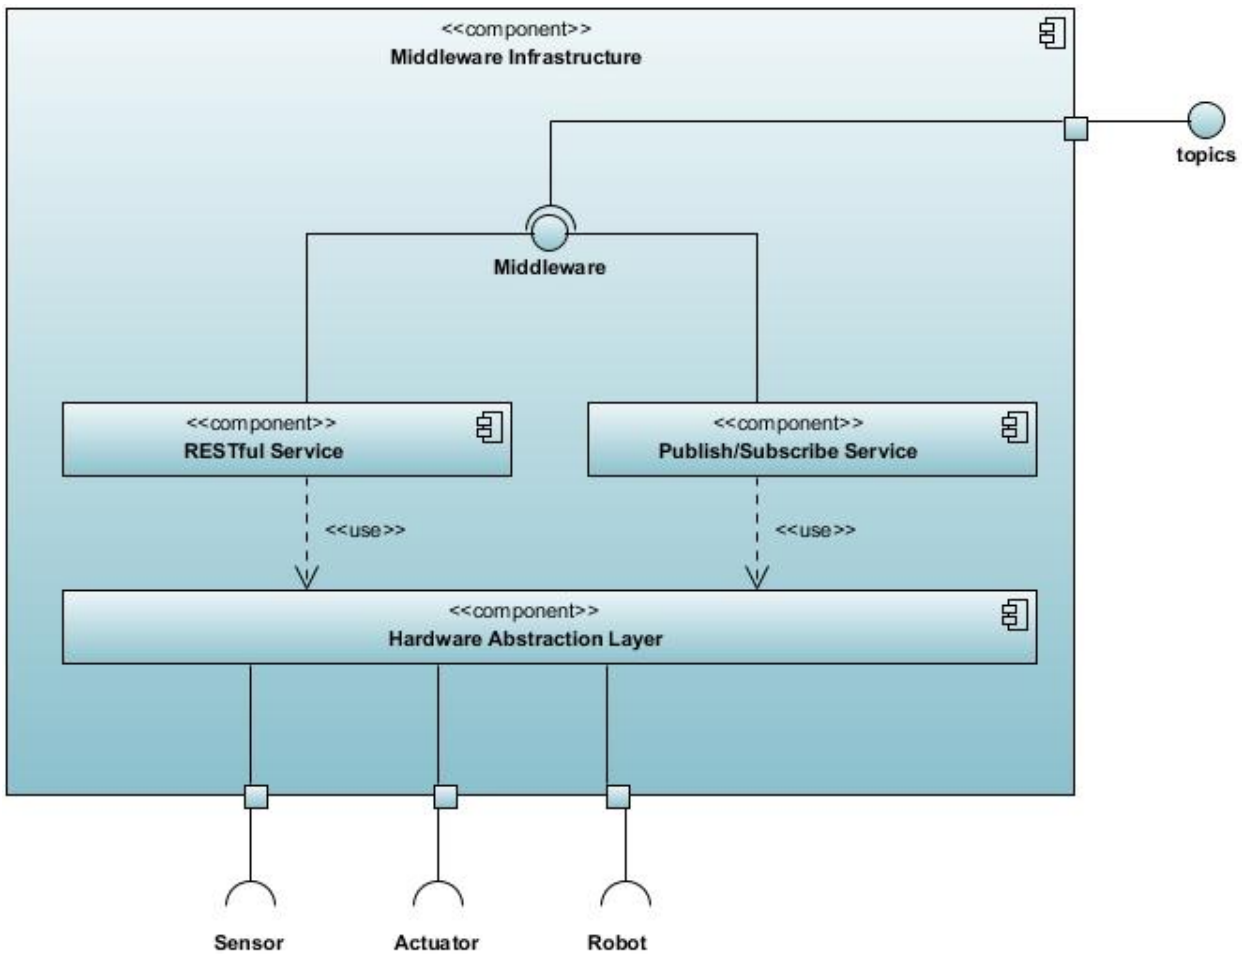 <<component>>
Middleware Infrastructure
topics
Middleware
<<component>>
RESTful Service
<<component>>
Publish/Subscribe Service
<<use>>
<<use>>
<<component>>
Hardware Abstraction Layer
Sensor
Actuator
Robot